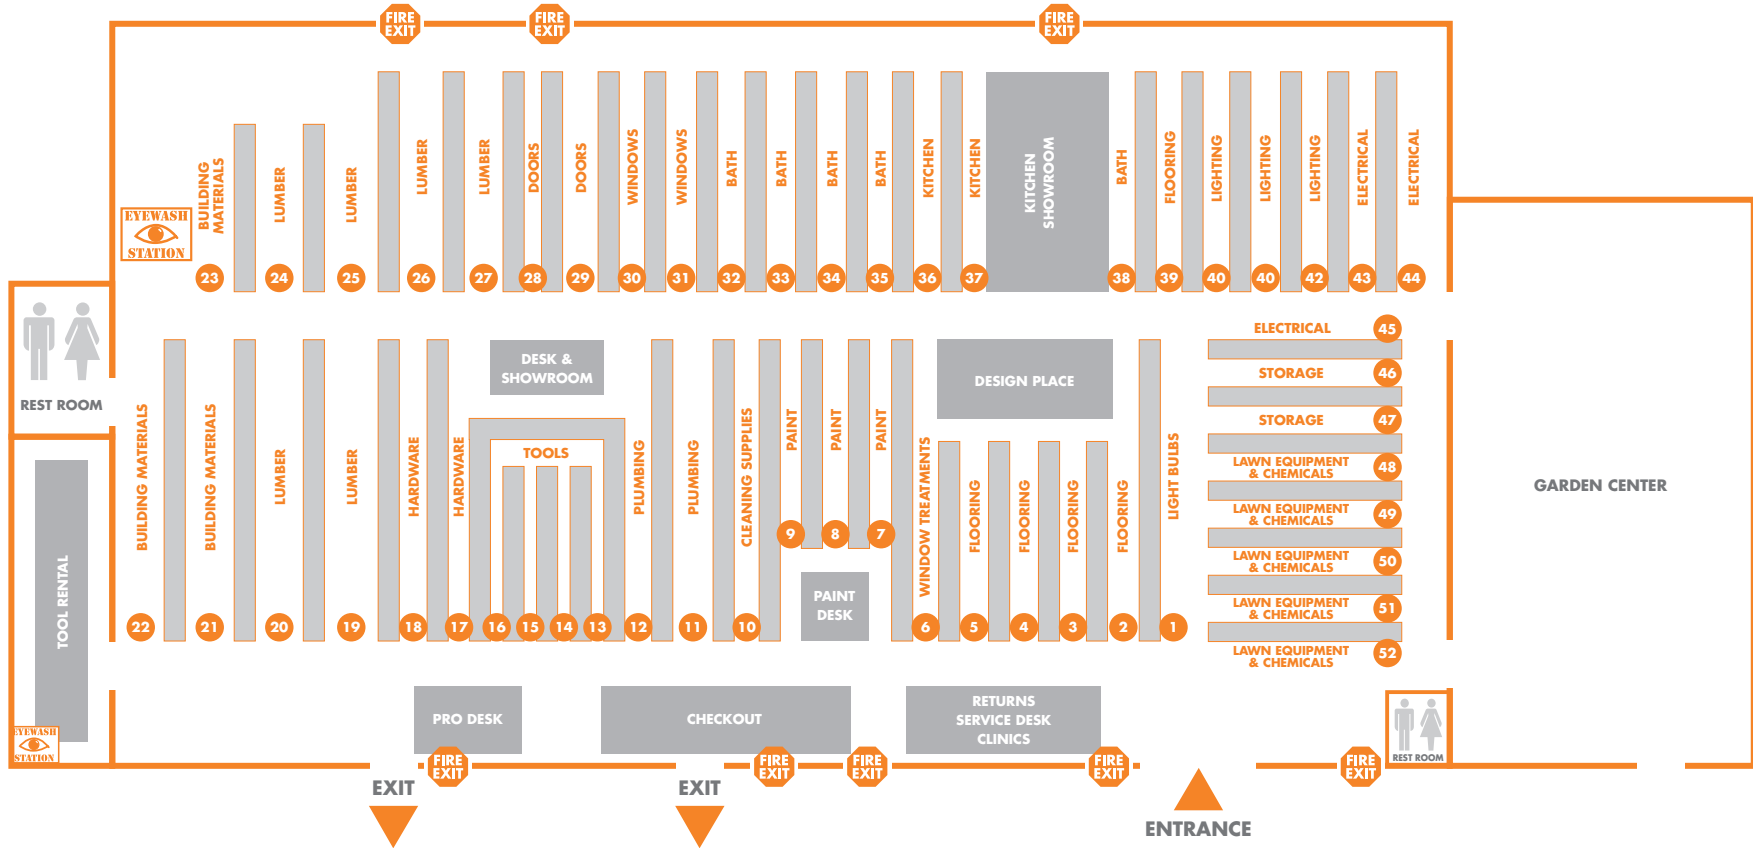 FIRE
EXIT
FIRE
EXIT
FIRE
EXIT
BUILDING
MATERIALS
LUMBER
LUMBER
LUMBER
LUMBER
DOORS
DOORS
WINDOWS
WINDOWS
BATH
BATH
BATH
BATH
KITCHEN
KITCHEN
KITCHEN
SHOWROOM
BATH
FLOORING
LIGHTING
LIGHTING
LIGHTING
ELECTRICAL
ELECTRICAL
EYEWASH
STATION
23
24
25
26
27
28
29
30
31
32
33
34
35
36
37
38
39
40
40
42
43
44
REST ROOM
DESK &
SHOWROOM
DESIGN PLACE
ELECTRICAL
45
STORAGE
46
STORAGE
47
LAWN EQUIPMENT
& CHEMICALS
48
LAWN EQUIPMENT
& CHEMICALS
49
LAWN EQUIPMENT
& CHEMICALS
50
LAWN EQUIPMENT
& CHEMICALS
51
LAWN EQUIPMENT
& CHEMICALS
52
GARDEN CENTER
TOOL RENTAL
BUILDING MATERIALS
BUILDING MATERIALS
LUMBER
LUMBER
HARDWARE
HARDWARE
TOOLS
PLUMBING
PLUMBING
CLEANING SUPPLIES
PAINT
PAINT
PAINT
WINDOW TREATMENTS
FLOORING
FLOORING
FLOORING
FLOORING
LIGHT BULBS
9
8
7
PAINT
DESK
22
21
20
19
18
17
16
15
14
13
12
11
10
6
5
4
3
2
1
EYEWASH
STATION
PRO DESK
CHECKOUT
RETURNS
SERVICE DESK
CLINICS
REST ROOM
FIRE
EXIT
FIRE
EXIT
FIRE
EXIT
FIRE
EXIT
FIRE
EXIT
EXIT
EXIT
ENTRANCE